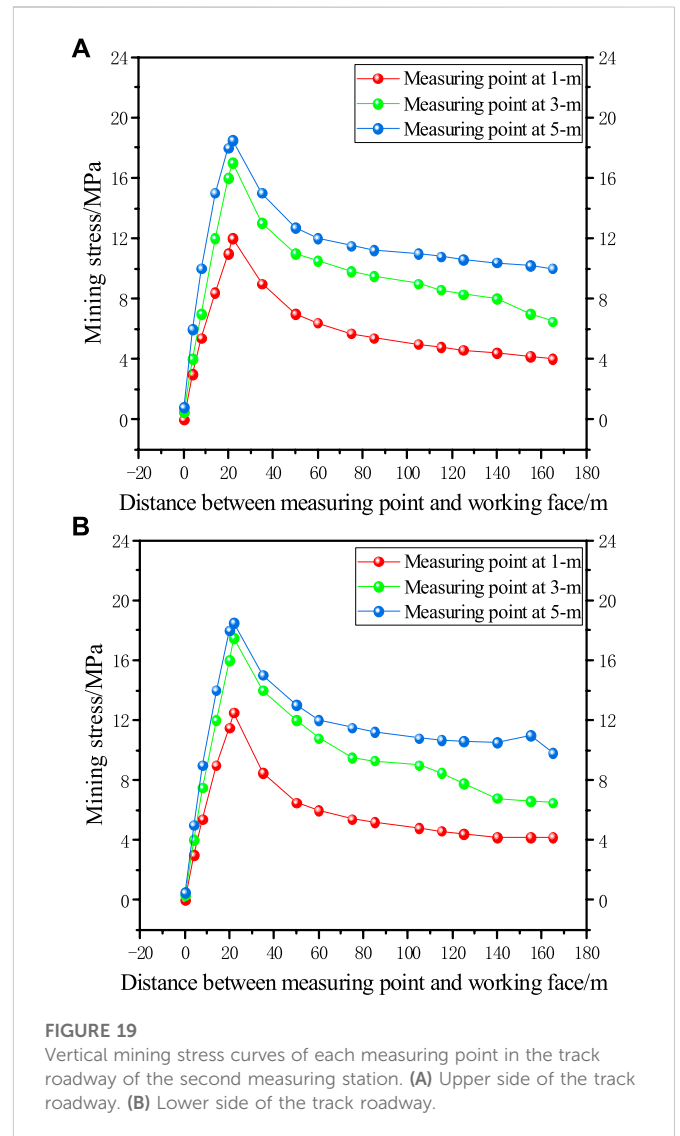 A
24
20
16
12
8
4
0
Mining stress/MPa
Measuring point at 1-m
Measuring point at 3-m
Measuring point at 5-m
24
20
16
12
8
4
0
-20 0 20 40 60 80 100 120 140 160 180
Distance between measuring point and working face/m
B
24
20
16
12
8
4
0
Mining stress/MPa
Measuring point at 1-m
Measuring point at 3-m
Measuring point at 5-m
24
20
16
12
8
4
0
-20 0 20 40 60 80 100 120 140 160 180
Distance between measuring point and working face/m
FIGURE 19
Vertical mining stress curves of each measuring point in the track
roadway of the second measuring station. (A) Upper side of the track
roadway. (B) Lower side of the track roadway.